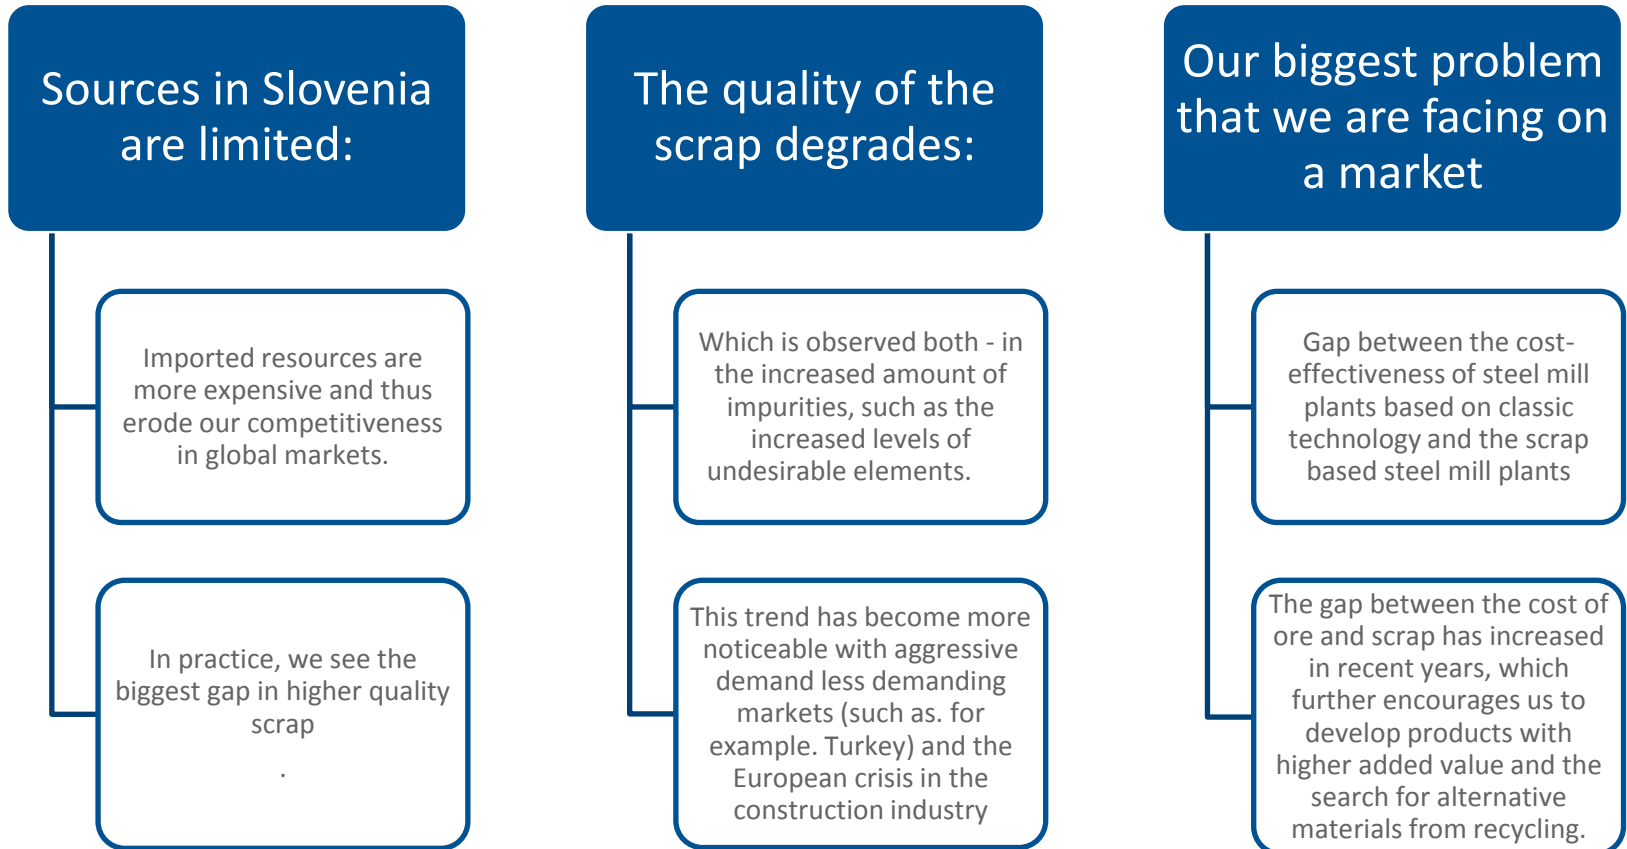 Sources in Slovenia
are limited:
Imported resources are
more expensive and thus
erode our competitiveness
in global markets.
In practice, we see the
biggest gap in higher quality
scrap
.
The quality of the
scrap degrades:
Which is observed both - in
the increased amount of
impurities, such as the
increased levels of
undesirable elements.
This trend has become more
noticeable with aggressive
demand less demanding
markets (such as. for
example. Turkey) and the
European crisis in the
construction industry
Our biggest problem
that we are facing on
a market
Gap between the cost-
effectiveness of steel mill
plants based on classic
technology and the scrap
based steel mill plants
The gap between the cost of
ore and scrap has increased
in recent years, which
further encourages us to
develop products with
higher added value and the
search for alternative
materials from recycling.